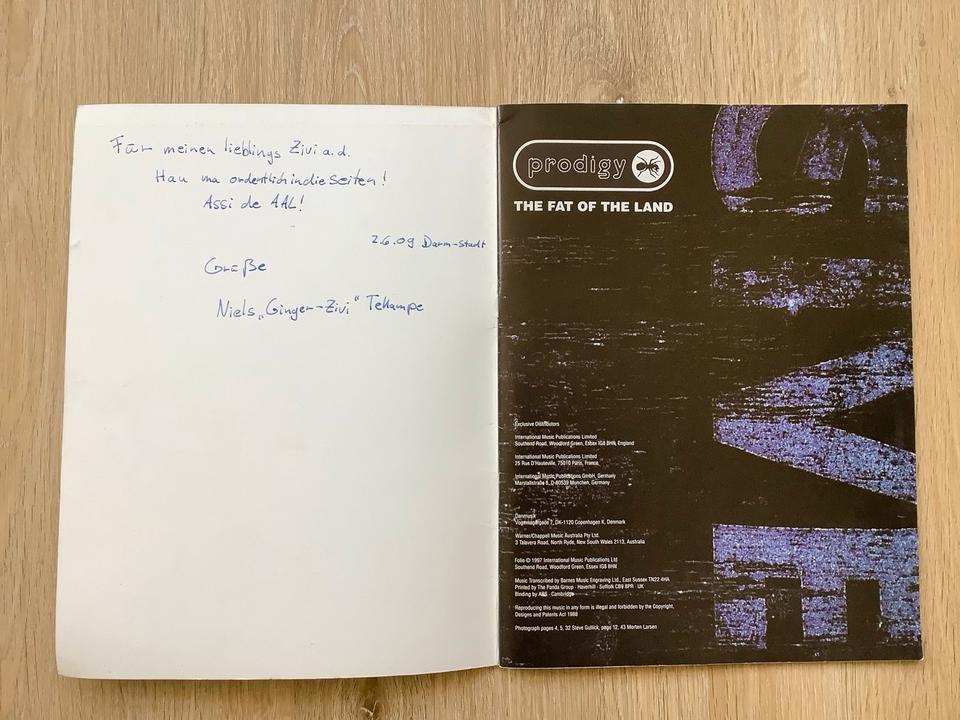 Für meinen lieblings Zivi a.d.
Hau ma ordentlich in die Seiten!
Assi de AAL!
2.6.09 Darm-stadt
Grüße
Niels „Ginger-Zivi" Tekampe
prodigy
THE FAT OF THE LAND
Exclusive Distributors
International Music Publications Limited
Southend Road, Woodford Green, Essex IG8 8HN, England
International Music Publications Limited
25 Rue D'Hauteville, 75010 Paris, France
International Music Publications GmbH, Germany
Marstallstraße 8, D-80539 Munchen, Germany
Danmusik
Vognmagergade 7, DK-1120 Copenhagen K, Denmark
Warner/Chappell Music Australia Pty Ltd.
3 Talavera Road, North Ryde, New South Wales 2113, Australia
Folio © 1997 International Music Publications Ltd
Southend Road, Woodford Green, Essex IG8 8HN
Music Transcribed by Barnes Music Engraving Ltd., East Sussex TN22 4HA
Printed by The Panda Group · Haverhill · Suffolk CB9 8PR · UK
Binding by ABS · Cambridge
Reproducing this music in any form is illegal and forbidden by the Copyright,
Designs and Patents Act 1988
Photograph pages 4, 5, 32 Steve Gullick, page 12, 43 Morten Larsen